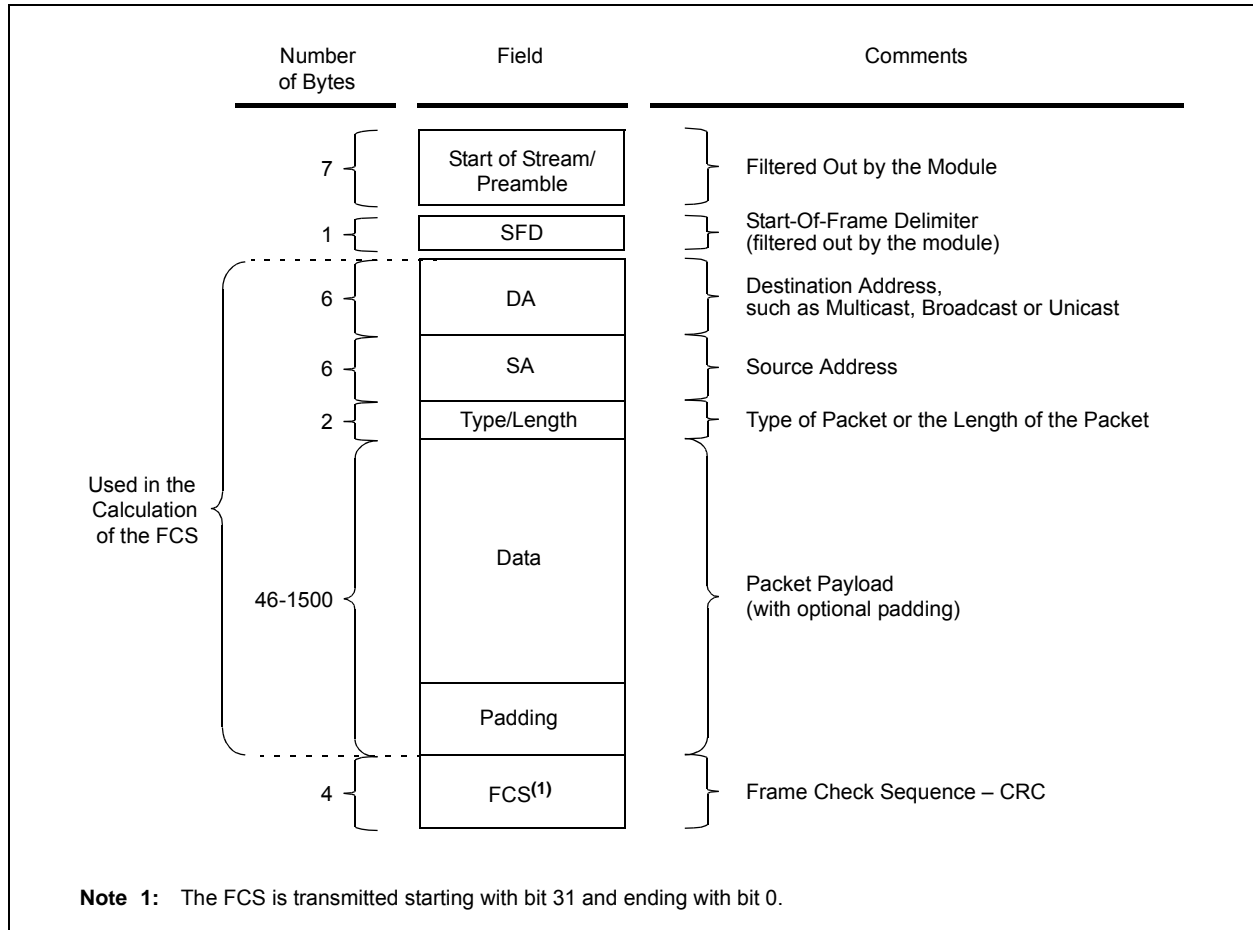 Number
of Bytes
Field
Comments
7
Start of Stream/
Preamble
Filtered Out by the Module
1
SFD
Start-Of-Frame Delimiter
(filtered out by the module)
6
DA
Destination Address,
such as Multicast, Broadcast or Unicast
6
SA
Source Address
2
Type/Length
Type of Packet or the Length of the Packet
Used in the
Calculation
of the FCS
46-1500
Data
Packet Payload
(with optional padding)
Padding
4
FCS(1)
Frame Check Sequence – CRC
Note 1: The FCS is transmitted starting with bit 31 and ending with bit 0.